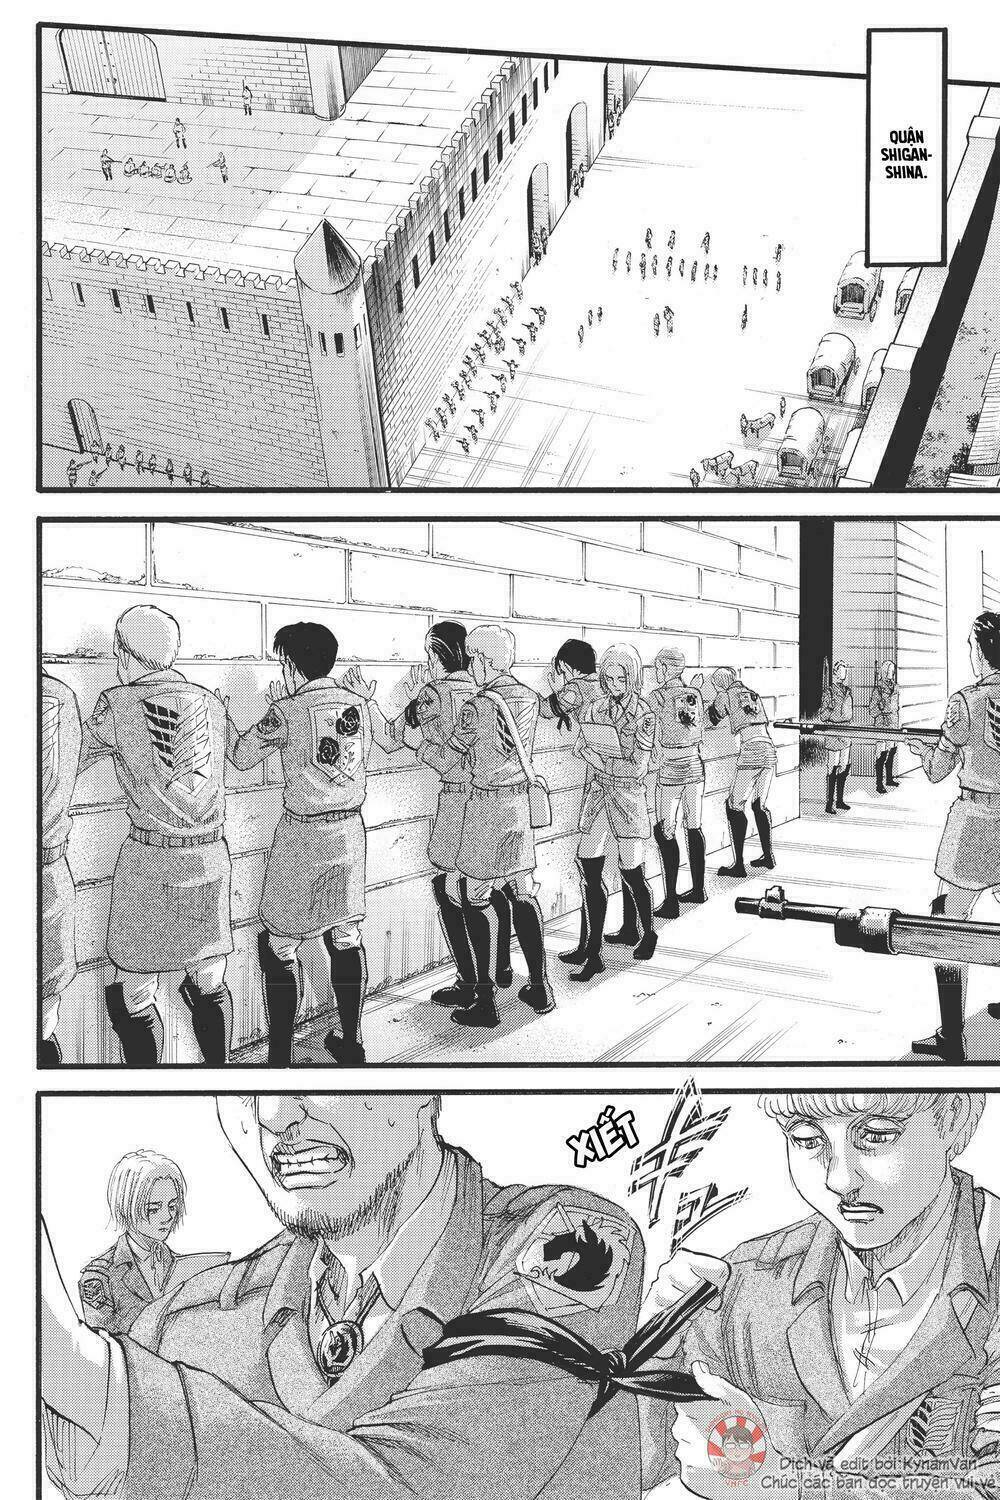 QUẬN
SHIGAN-
SHINA.
XIẾT
Dịch và edit bởi KynamVan
Chúc các bạn đọc truyện vui vẻ